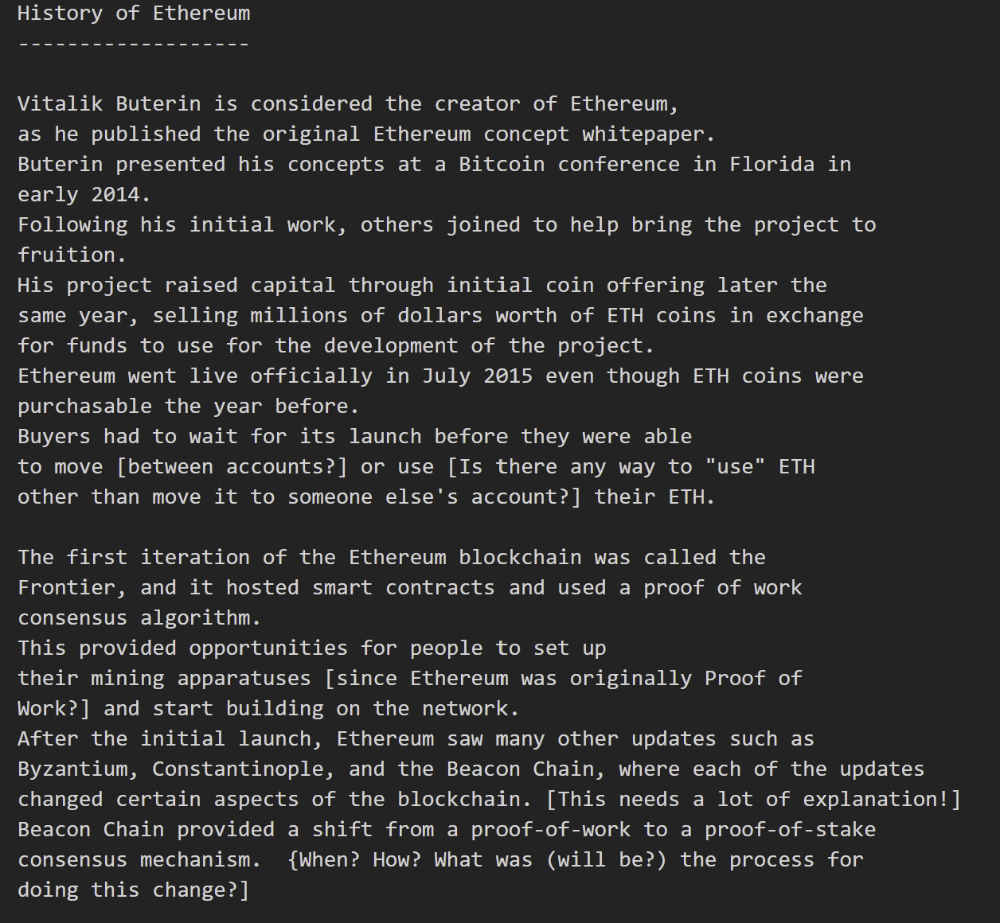 History of Ethereum
-------------------
Vitalik Buterin is considered the creator of Ethereum,
as he published the original Ethereum concept whitepaper.
Buterin presented his concepts at a Bitcoin conference in Florida in
early 2014.
Following his initial work, others joined to help bring the project to
fruition.
His project raised capital through initial coin offering later the
same year, selling millions of dollars worth of ETH coins in exchange
for funds to use for the development of the project.
Ethereum went live officially in July 2015 even though ETH coins were
purchasable the year before.
Buyers had to wait for its launch before they were able
to move [between accounts?] or use [Is there any way to "use" ETH
other than move it to someone else's account?] their ETH.
The first iteration of the Ethereum blockchain was called the
Frontier, and it hosted smart contracts and used a proof of work
consensus algorithm.
This provided opportunities for people to set up
their mining apparatuses [since Ethereum was originally Proof of
Work?] and start building on the network.
After the initial launch, Ethereum saw many other updates such as
Byzantium, Constantinople, and the Beacon Chain, where each of the updates
changed certain aspects of the blockchain. [This needs a lot of explanation!]
Beacon Chain provided a shift from a proof-of-work to a proof-of-stake
consensus mechanism.  {When? How? What was (will be?) the process for
doing this change?]